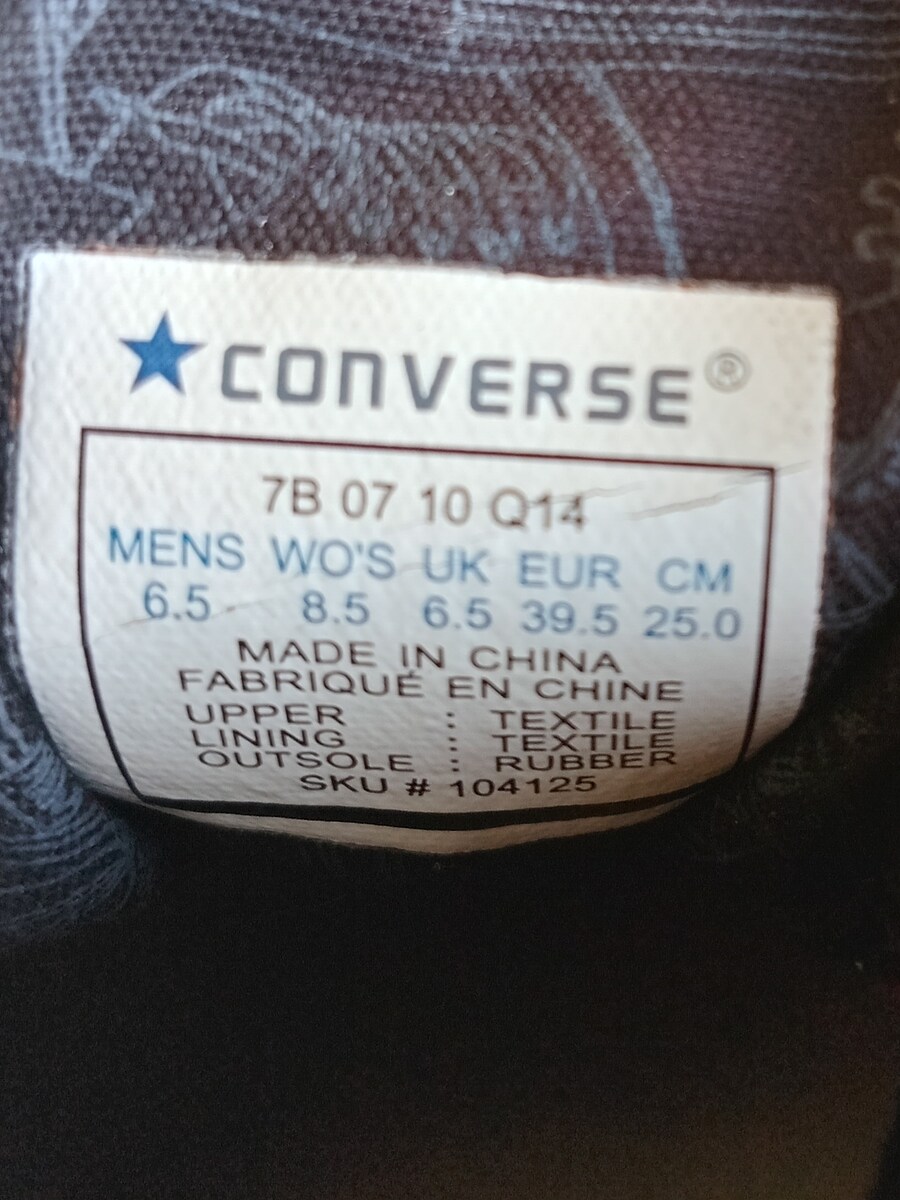 CONVERSE®
7B 07 10 Q14
MENS WO'S UK EUR CM
6.5 8.5 6.5 39.5 25.0
MADE IN CHINA
FABRIQUÉ EN CHINE
UPPER : TEXTILE
LINING : TEXTILE
OUTSOLE : RUBBER
SKU # 104125